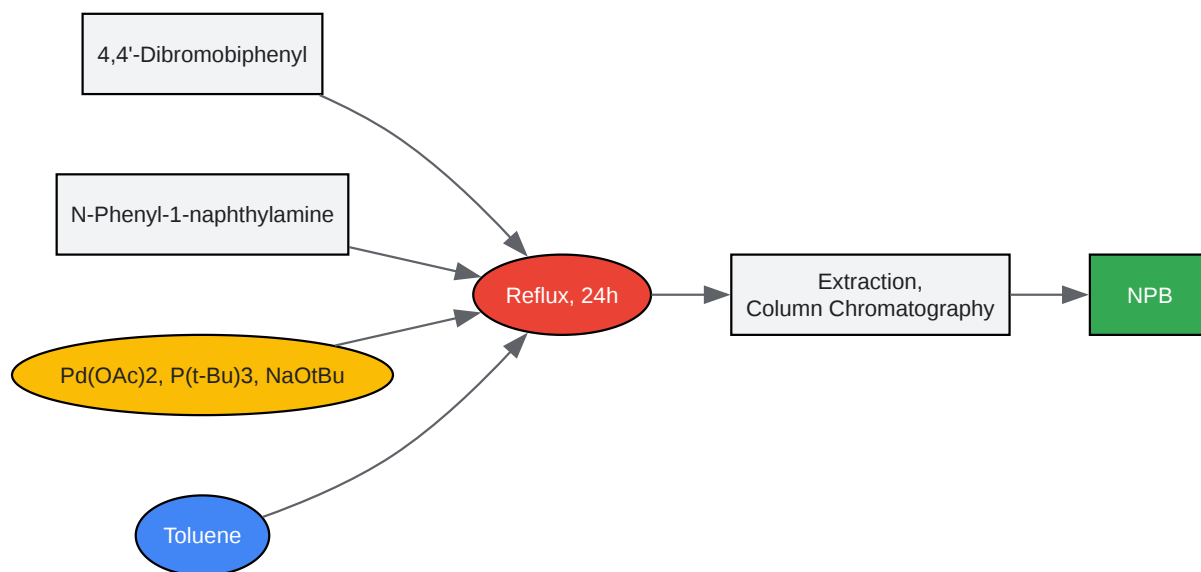 4,4'-Dibromobiphenyl
N-Phenyl-1-naphthylamine
Pd(OAc)2, P(t-Bu)3, NaOtBu
Toluene
Reflux, 24h
Extraction,
Column Chromatography
NPB